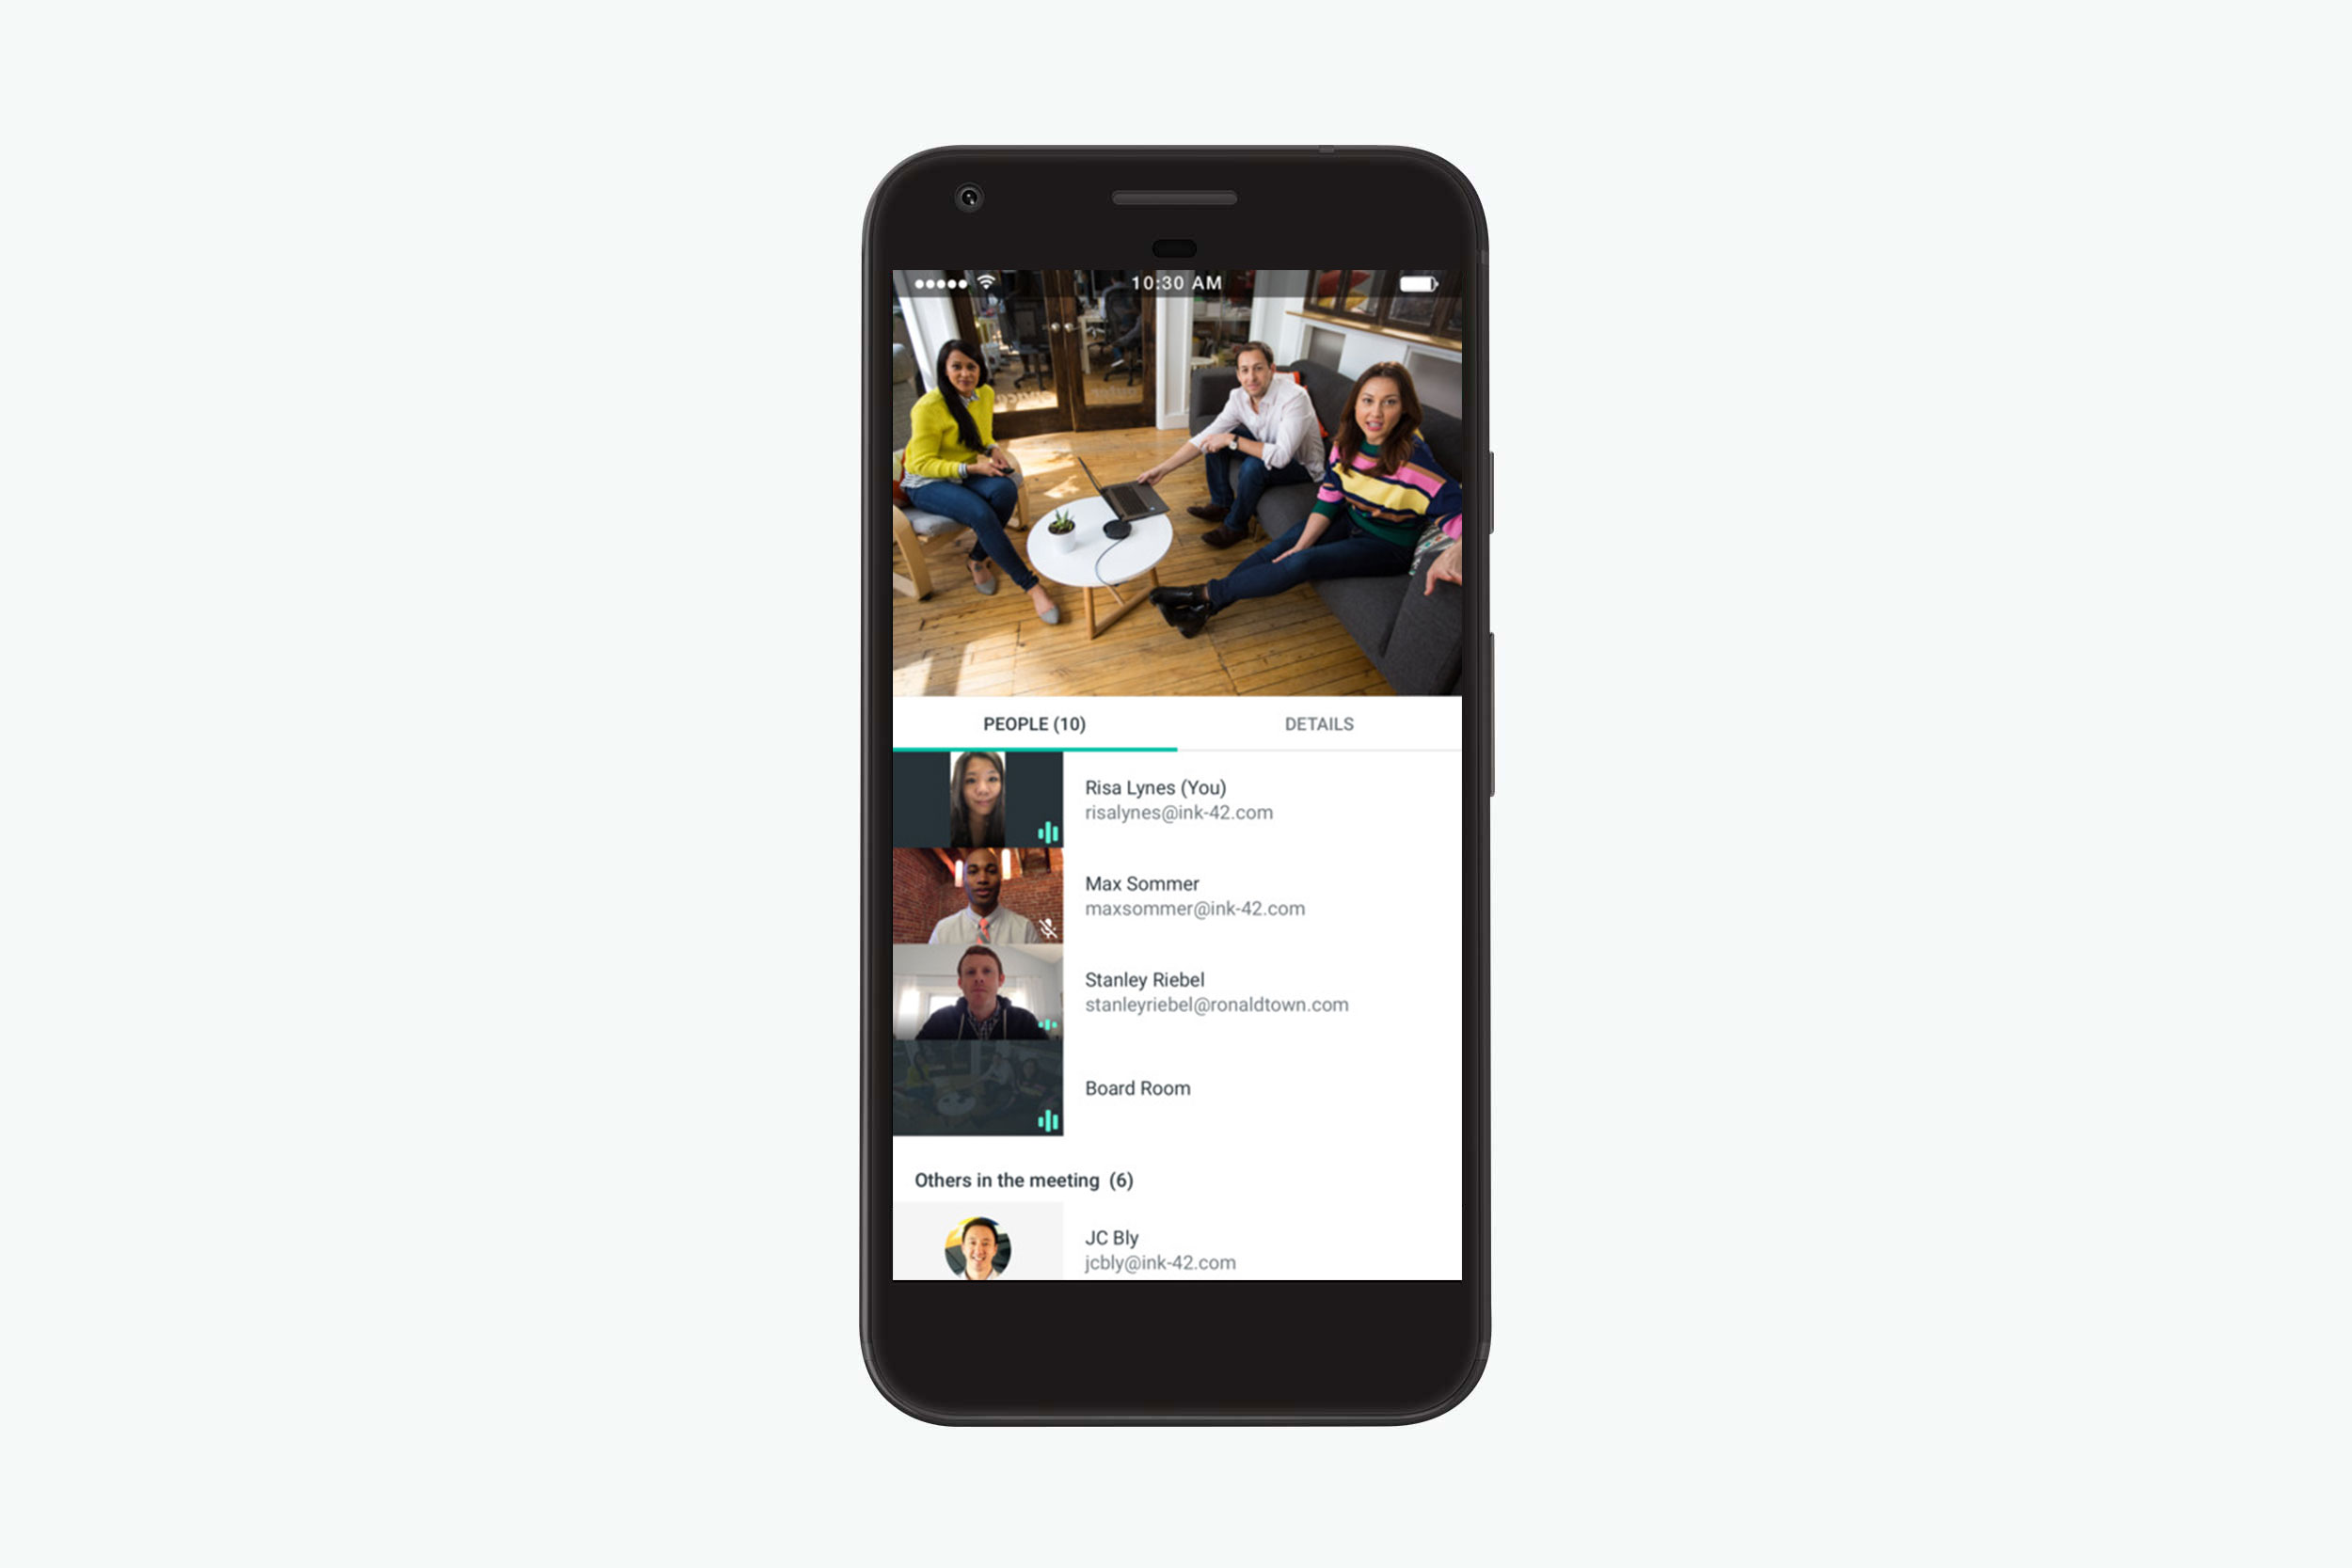 10:30 AM
PEOPLE (10)
DETAILS
Risa Lynes (You)
risalynes@ink-42.com
Max Sommer
maxsommer@ink-42.com
Stanley Riebel
stanleyriebel@ronaldtown.com
Board Room
Others in the meeting (6)
JC Bly
jcbly@ink-42.com